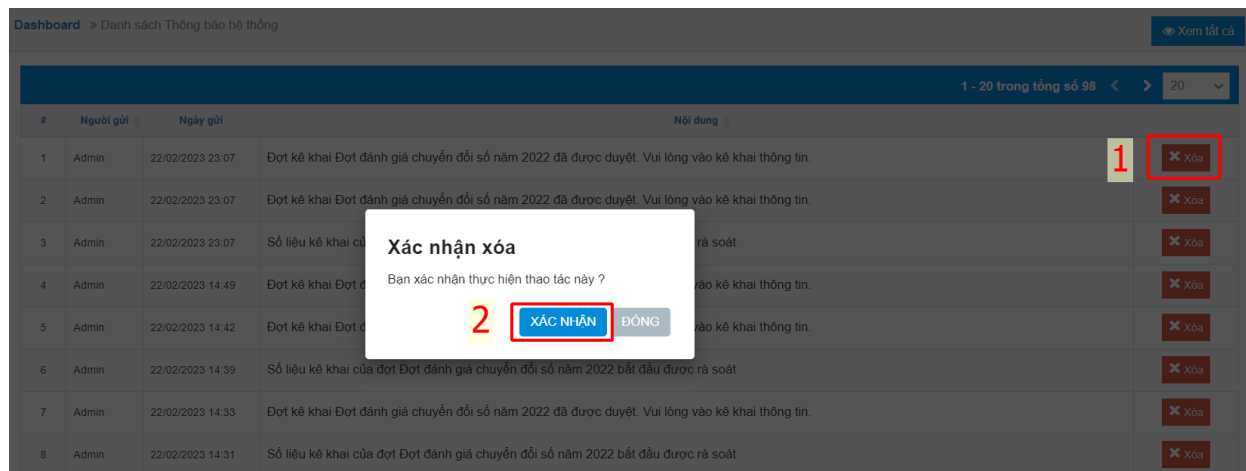 Dashboard » Danh sách Thông báo hệ thống
Xem tất cả
1 - 20 trong tổng số 98 20
# Người gửi Ngày gửi Nội dung
1 Admin 22/02/2023 23:07 Đợt kê khai Đợt đánh giá chuyển đổi số năm 2022 đã được duyệt. Vui lòng vào kê khai thông tin. 1 Xóa
2 Admin 22/02/2023 23:07 Đợt kê khai Đợt đánh giá chuyển đổi số năm 2022 đã được duyệt. Vui lòng vào kê khai thông tin. Xóa
3 Admin 22/02/2023 23:07 Số liệu kê khai rà soát Xóa
Xác nhận xóa
Bạn xác nhận thực hiện thao tác này ?
4 Admin 22/02/2023 14:49 Đợt kê khai Đợt vào kê khai thông tin. Xóa
2 XÁC NHẬN ĐÓNG
5 Admin 22/02/2023 14:42 Đợt kê khai Đợt vào kê khai thông tin. Xóa
6 Admin 22/02/2023 14:39 Số liệu kê khai của đợt Đợt đánh giá chuyển đổi số năm 2022 bắt đầu được rà soát Xóa
7 Admin 22/02/2023 14:33 Đợt kê khai Đợt đánh giá chuyển đổi số năm 2022 đã được duyệt. Vui lòng vào kê khai thông tin. Xóa
8 Admin 22/02/2023 14:31 Số liệu kê khai của đợt Đợt đánh giá chuyển đổi số năm 2022 bắt đầu được rà soát Xóa